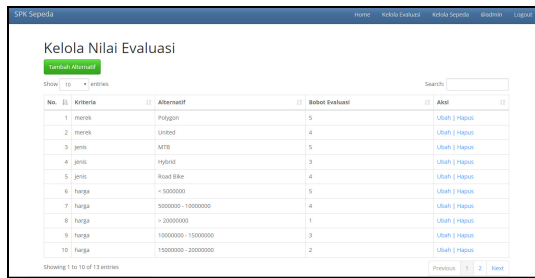 SPK Sepeda Home Kelola Evaluasi Kelola Sepeda @admin Logout
Kelola Nilai Evaluasi
Tambah Alternatif
Show 10 entries Search:
No. Kriteria Alternatif Bobot Evaluasi Aksi
1 merek Polygon 5 Ubah | Hapus
2 merek United 4 Ubah | Hapus
3 jenis MTB 5 Ubah | Hapus
4 jenis Hybrid 3 Ubah | Hapus
5 jenis Road Bike 4 Ubah | Hapus
6 harga < 5000000 5 Ubah | Hapus
7 harga 5000000 - 10000000 4 Ubah | Hapus
8 harga > 20000000 1 Ubah | Hapus
9 harga 10000000 - 15000000 3 Ubah | Hapus
10 harga 15000000 - 20000000 2 Ubah | Hapus
Showing 1 to 10 of 13 entries Previous 1 2 Next